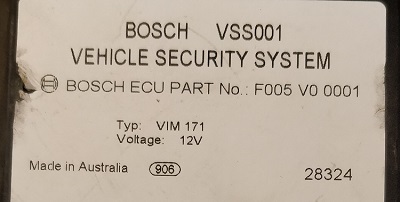 BOSCH VSS001
VEHICLE SECURITY SYSTEM
BOSCH ECU PART No.: F005 V0 0001
Typ: VIM 171
Voltage: 12V
Made in Australia 906 28324